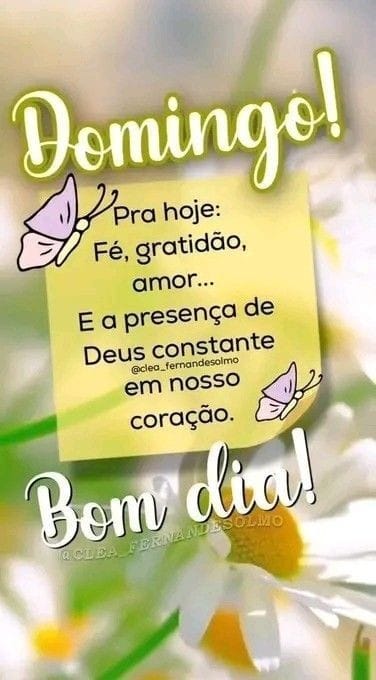 Domingo!
Pra hoje:
Fé, gratidão,
amor...
E a presença de
Deus constante
@clea_fernandesolmo
em nosso
coração.
Bom dia!
@CLEA_FERNANDESOLMO